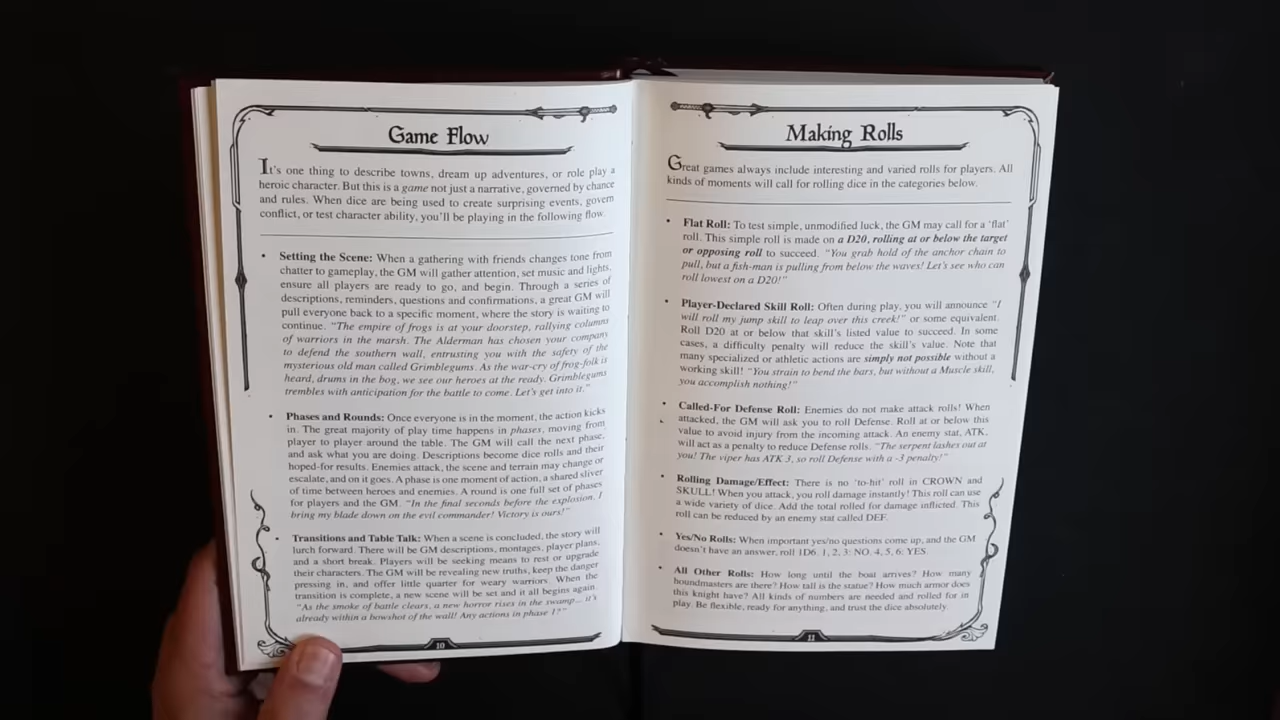 Game Flow
It's one thing to describe towns, dream up adventures, or role play a
heroic character. But this is a game not just a narrative, governed by chance
and rules. When dice are being used to create surprising events, govern
conflict, or test character ability, you'll be playing in the following flow.
• Setting the Scene: When a gathering with friends changes tone from
chatter to gameplay, the GM will gather attention, set music and lights,
ensure all players are ready to go, and begin. Through a series of
descriptions, reminders, questions and confirmations, a great GM will
pull everyone back to a specific moment, where the story is waiting to
continue. "The empire of frogs is at your doorstep, rallying columns
of warriors in the marsh. The Alderman has chosen your company
to defend the southern wall, entrusting you with the safety of the
mysterious old man called Grimblegums. As the war-cry of frog-folk is
heard, drums in the bog, we see our heroes at the ready. Grimblegums
trembles with anticipation for the battle to come. Let's get into it."
• Phases and Rounds: Once everyone is in the moment, the action kicks
in. The great majority of play time happens in phases, moving from
player to player around the table. The GM will call the next phase,
and ask what you are doing. Descriptions become dice rolls and their
hoped-for results. Enemies attack, the scene and terrain may change or
escalate, and on it goes. A phase is one moment of action, a shared sliver
of time between heroes and enemies. A round is one full set of phases
for players and the GM. "In the final seconds before the explosion, I
bring my blade down on the evil commander! Victory is ours!"
• Transitions and Table Talk: When a scene is concluded, the story will
lurch forward. There will be GM descriptions, montages, player plans,
and a short break. Players will be seeking means to rest or upgrade
their characters. The GM will be revealing new truths, keep the danger
pressing in, and offer little quarter for weary warriors. When the
transition is complete, a new scene will be set and it all begins again.
"As the smoke of battle clears, a new horror rises in the swamp... it's
already within a bowshot of the wall! Any actions in phase 1?"
10
Making Rolls
Great games always include interesting and varied rolls for players. All
kinds of moments will call for rolling dice in the categories below.
• Flat Roll: To test simple, unmodified luck, the GM may call for a 'flat'
roll. This simple roll is made on a D20, rolling at or below the target
or opposing roll to succeed. "You grab hold of the anchor chain to
pull, but a fish-man is pulling from below the waves! Let's see who can
roll lowest on a D20!"
• Player-Declared Skill Roll: Often during play, you will announce "I
will roll my jump skill to leap over this creek!" or some equivalent.
Roll D20 at or below that skill's listed value to succeed. In some
cases, a difficulty penalty will reduce the skill's value. Note that
many specialized or athletic actions are simply not possible without a
working skill! "You strain to bend the bars, but without a Muscle skill,
you accomplish nothing!"
• Called-For Defense Roll: Enemies do not make attack rolls! When
attacked, the GM will ask you to roll Defense. Roll at or below this
value to avoid injury from the incoming attack. An enemy stat, ATK,
will act as a penalty to reduce Defense rolls. "The serpent lashes out at
you! The viper has ATK 3, so roll Defense with a -3 penalty!"
• Rolling Damage/Effect: There is no 'to-hit' roll in CROWN and
SKULL! When you attack, you roll damage instantly! This roll can use
a wide variety of dice. Add the total rolled for damage inflicted. This
roll can be reduced by an enemy stat called DEF.
• Yes/No Rolls: When important yes/no questions come up, and the GM
doesn't have an answer, roll 1D6. 1, 2, 3: NO. 4, 5, 6: YES.
• All Other Rolls: How long until the boat arrives? How many
houndmasters are there? How tall is the statue? How much armor does
this knight have? All kinds of numbers are needed and rolled for in
play. Be flexible, ready for anything, and trust the dice absolutely.
11